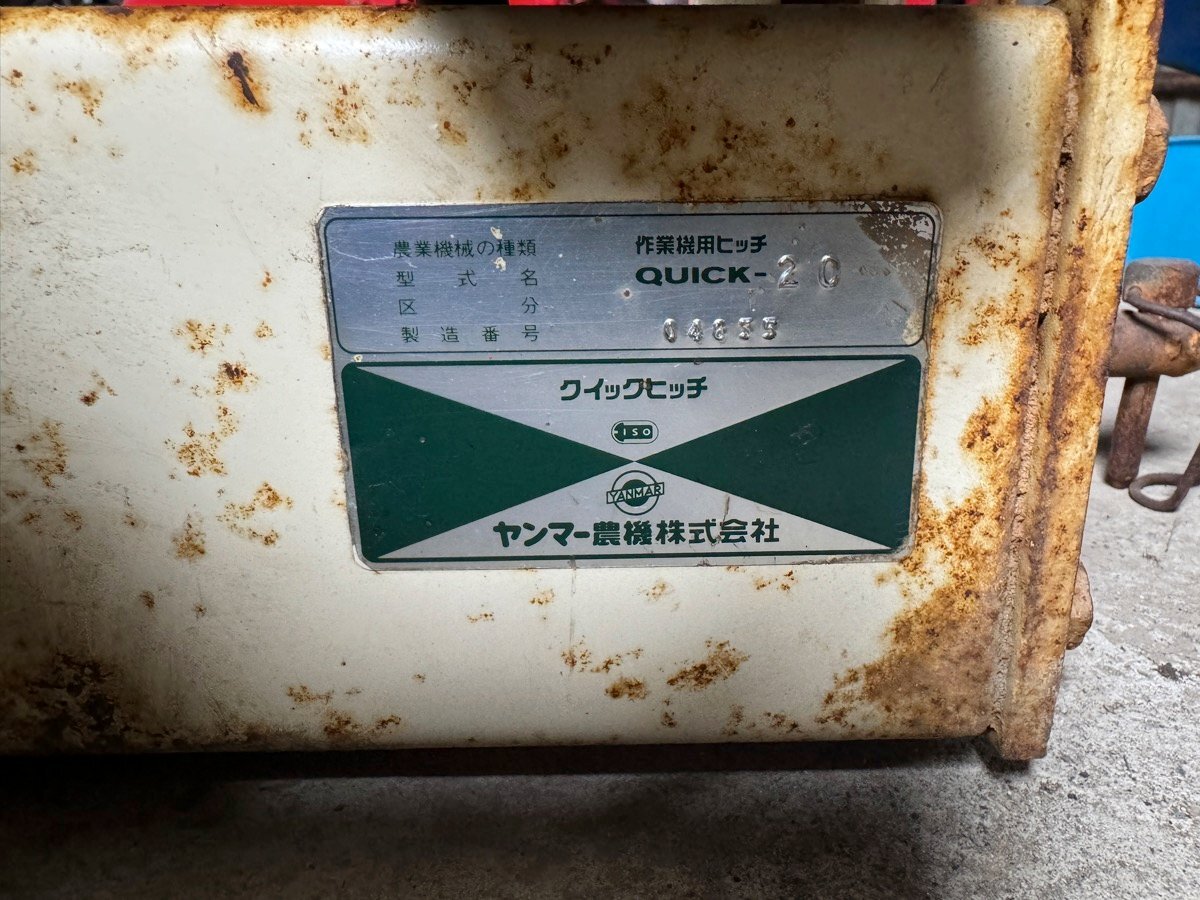 農業機械の種類 作業機用ヒッチ
型式名 QUICK-20
区分
製造番号
クイックヒッチ
ISO
YANMAR
ヤンマー農機株式会社